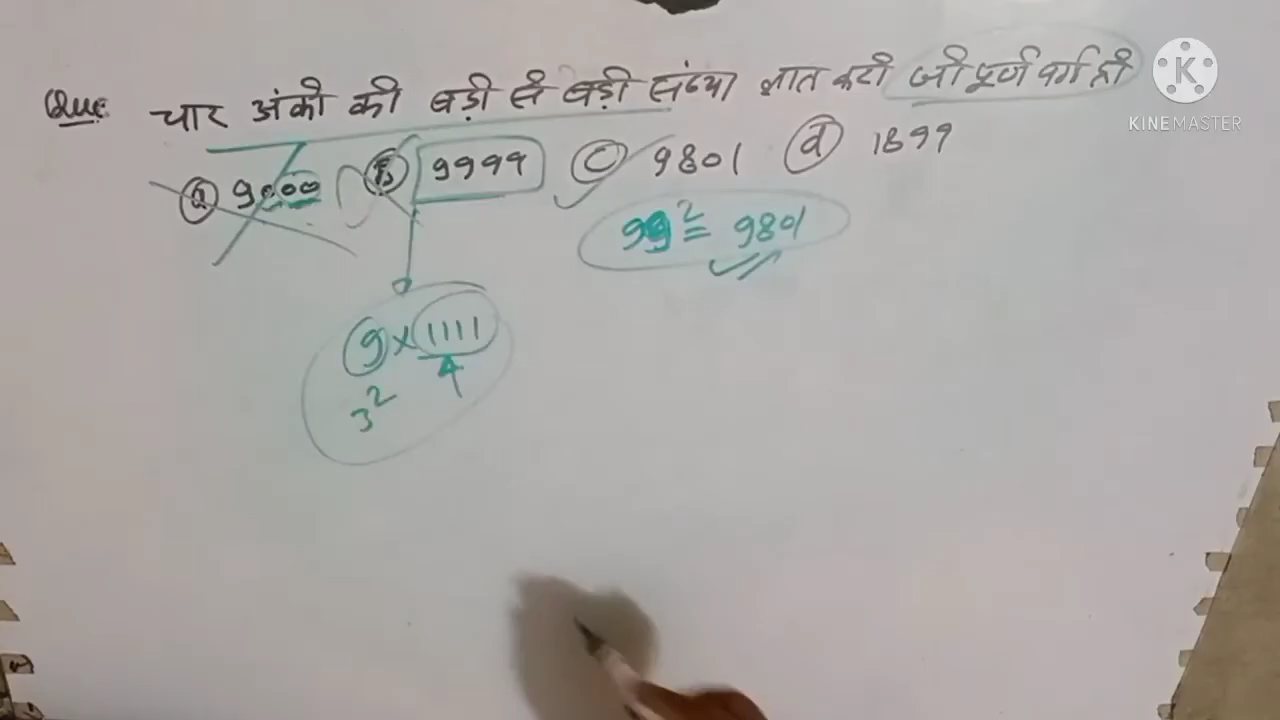 Que. चार अंको की बड़ी से बड़ी संख्या ज्ञात करो जो पूर्ण वर्ग हो
K
KINEMASTER
(a) 9000 (b) 9999 (c) 9801 (d) 1899
99² = 9801
9 × 1111
3²